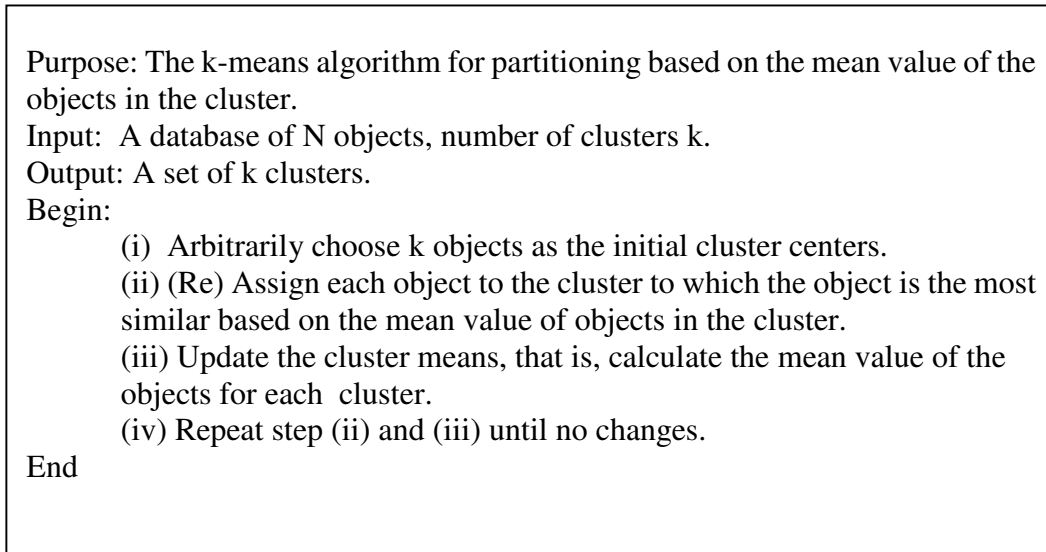 Purpose: The k-means algorithm for partitioning based on the mean value of the
objects in the cluster.
Input: A database of N objects, number of clusters k.
Output: A set of k clusters.
Begin:
(i) Arbitrarily choose k objects as the initial cluster centers.
(ii) (Re) Assign each object to the cluster to which the object is the most
similar based on the mean value of objects in the cluster.
(iii) Update the cluster means, that is, calculate the mean value of the
objects for each cluster.
(iv) Repeat step (ii) and (iii) until no changes.
End